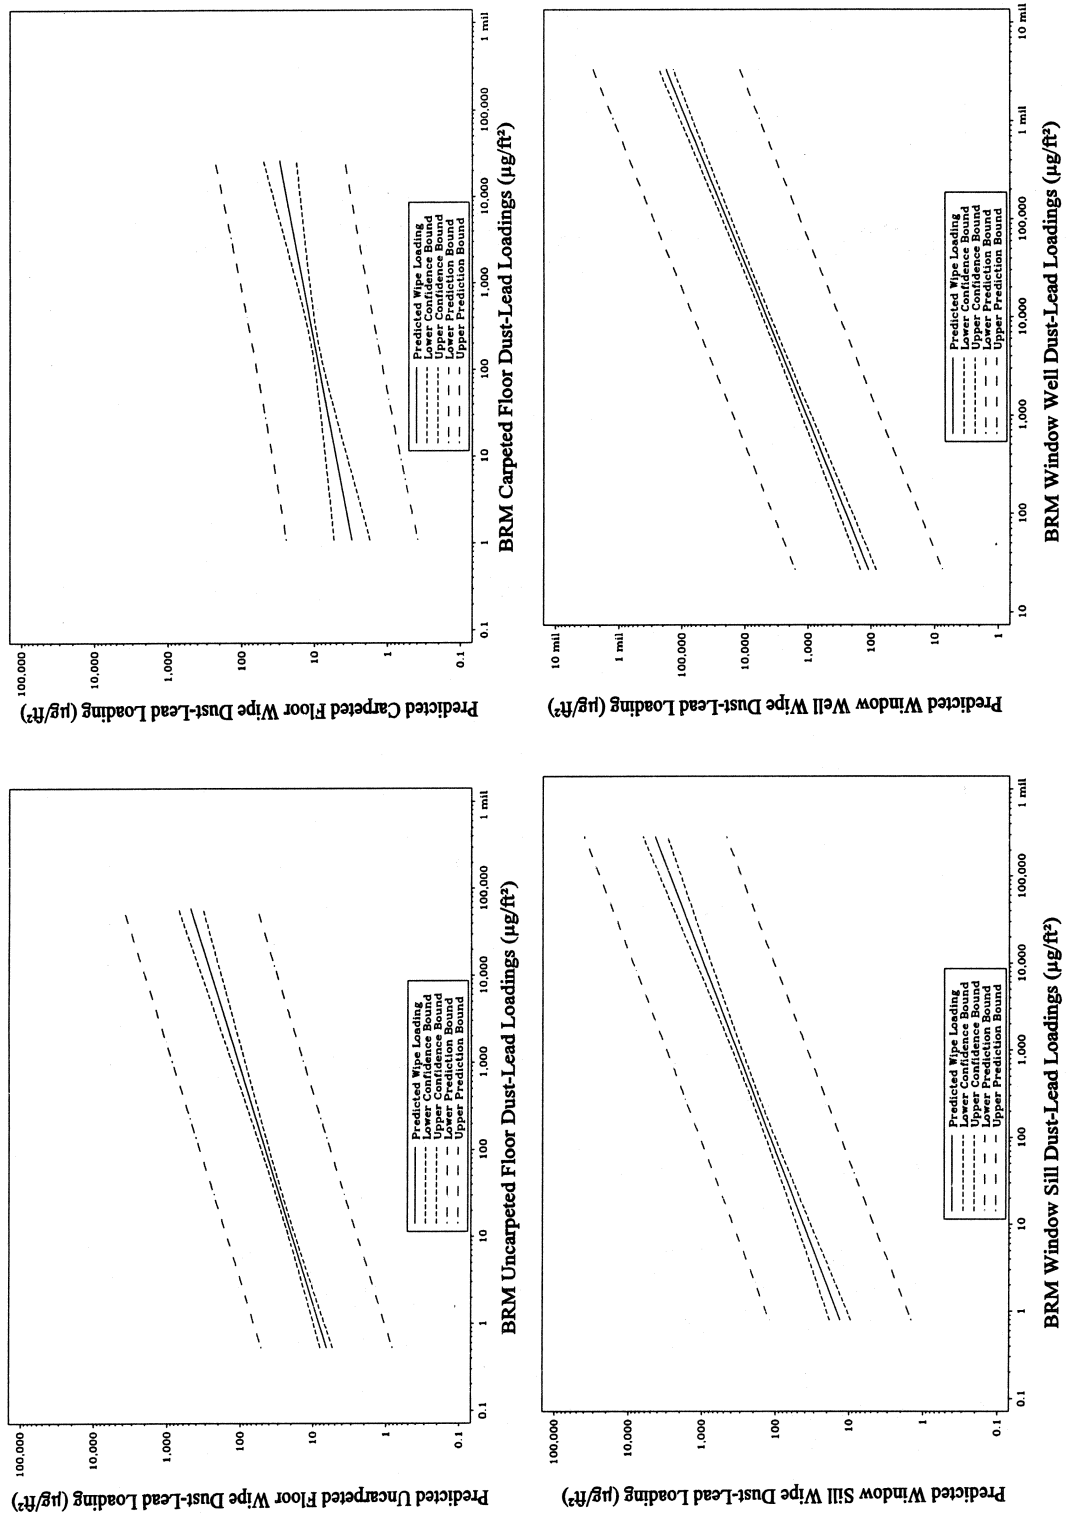 Predicted Uncarpeted Floor Wipe Dust-Lead Loading (µg/ft²)
100,000
10,000
1,000
100
10
0.1
Predicted Wipe Loading
Lower Confidence Bound
Upper Confidence Bound
Lower Prediction Bound
Upper Prediction Bound
0.1 1 10 100 1,000 10,000 100,000 1 mil
BRM Uncarpeted Floor Dust-Lead Loadings (µg/ft²)
Predicted Carpeted Floor Wipe Dust-Lead Loading (µg/ft²)
100,000
10,000
1,000
100
10
0.1
Predicted Wipe Loading
Lower Confidence Bound
Upper Confidence Bound
Lower Prediction Bound
Upper Prediction Bound
0.1 1 10 100 1,000 10,000 100,000 1 mil
BRM Carpeted Floor Dust-Lead Loadings (µg/ft²)
Predicted Window Sill Wipe Dust-Lead Loading (µg/ft²)
100,000
10,000
1,000
100
10
1
0.1
Predicted Wipe Loading
Lower Confidence Bound
Upper Confidence Bound
Lower Prediction Bound
Upper Prediction Bound
0.1 1 10 100 1,000 10,000 100,000 1 mil
BRM Window Sill Dust-Lead Loadings (µg/ft²)
Predicted Window Well Wipe Dust-Lead Loading (µg/ft²)
10 mil
1 mil
100,000
10,000
1,000
100
10
1
Predicted Wipe Loading
Lower Confidence Bound
Upper Confidence Bound
Lower Prediction Bound
Upper Prediction Bound
10 100 1,000 10,000 100,000 1 mil 10 mil
BRM Window Well Dust-Lead Loadings (µg/ft²)